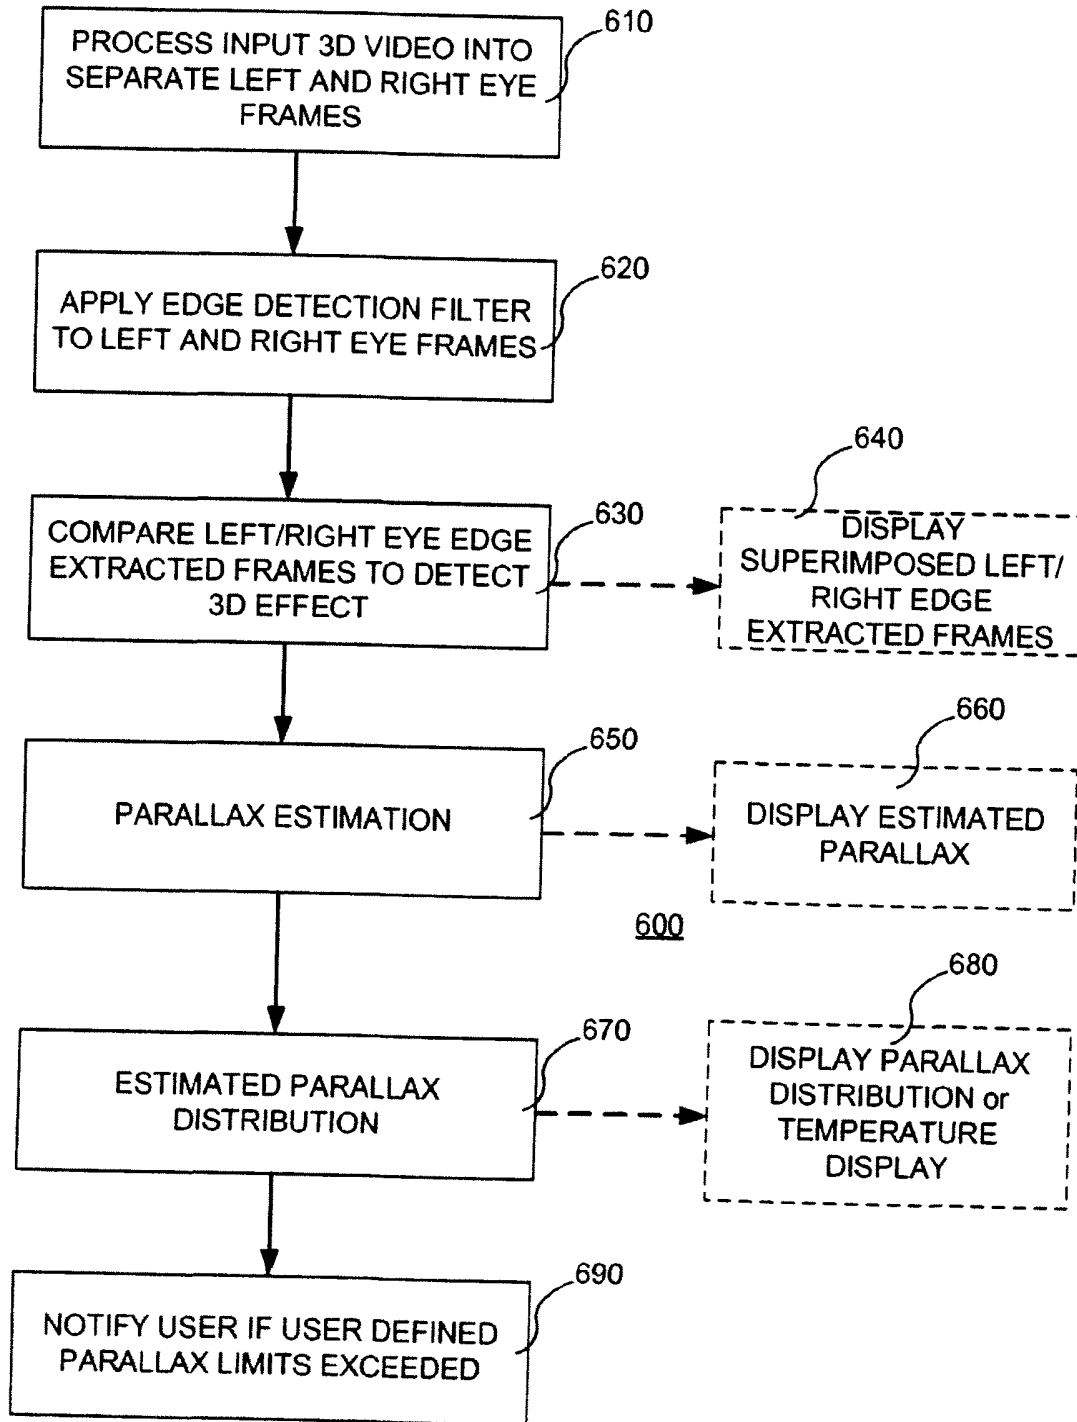 610
PROCESS INPUT 3D VIDEO INTO
SEPARATE LEFT AND RIGHT EYE
FRAMES
620
APPLY EDGE DETECTION FILTER
TO LEFT AND RIGHT EYE FRAMES
630
COMPARE LEFT/RIGHT EYE EDGE
EXTRACTED FRAMES TO DETECT
3D EFFECT
640
DISPLAY
SUPERIMPOSED LEFT/
RIGHT EDGE
EXTRACTED FRAMES
650
PARALLAX ESTIMATION
660
DISPLAY ESTIMATED
PARALLAX
600
670
ESTIMATED PARALLAX
DISTRIBUTION
680
DISPLAY PARALLAX
DISTRIBUTION or
TEMPERATURE
DISPLAY
690
NOTIFY USER IF USER DEFINED
PARALLAX LIMITS EXCEEDED